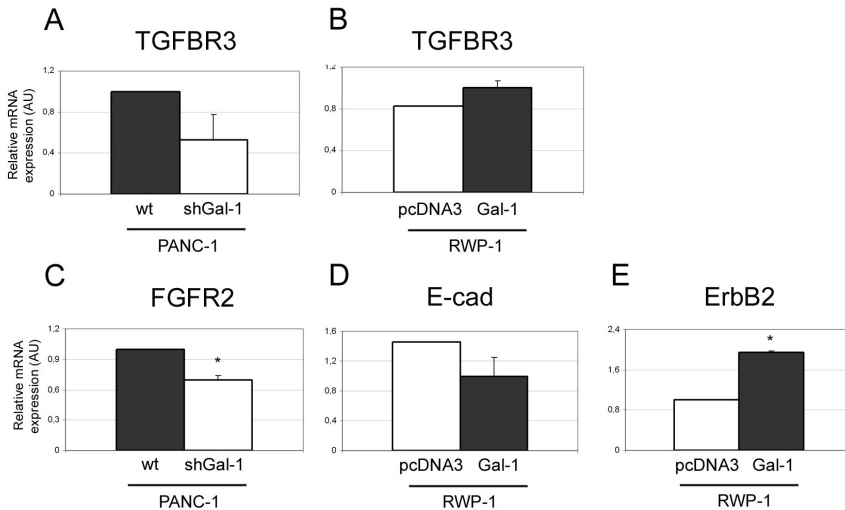 A
TGFBR3
Relative mRNA
expression (AU)
1,2
0,8
0,4
0
wt shGal-1
PANC-1
B
TGFBR3
1,2
0,8
0,4
0
pcDNA3 Gal-1
RWP-1
C
FGFR2
Relative mRNA
expression (AU)
1,2
0,9
0,6
0,3
0
*
wt shGal-1
PANC-1
D
E-cad
1,6
1,2
0,8
0,4
0
pcDNA3 Gal-1
RWP-1
E
ErbB2
2,4
1,6
0,8
0
*
pcDNA3 Gal-1
RWP-1